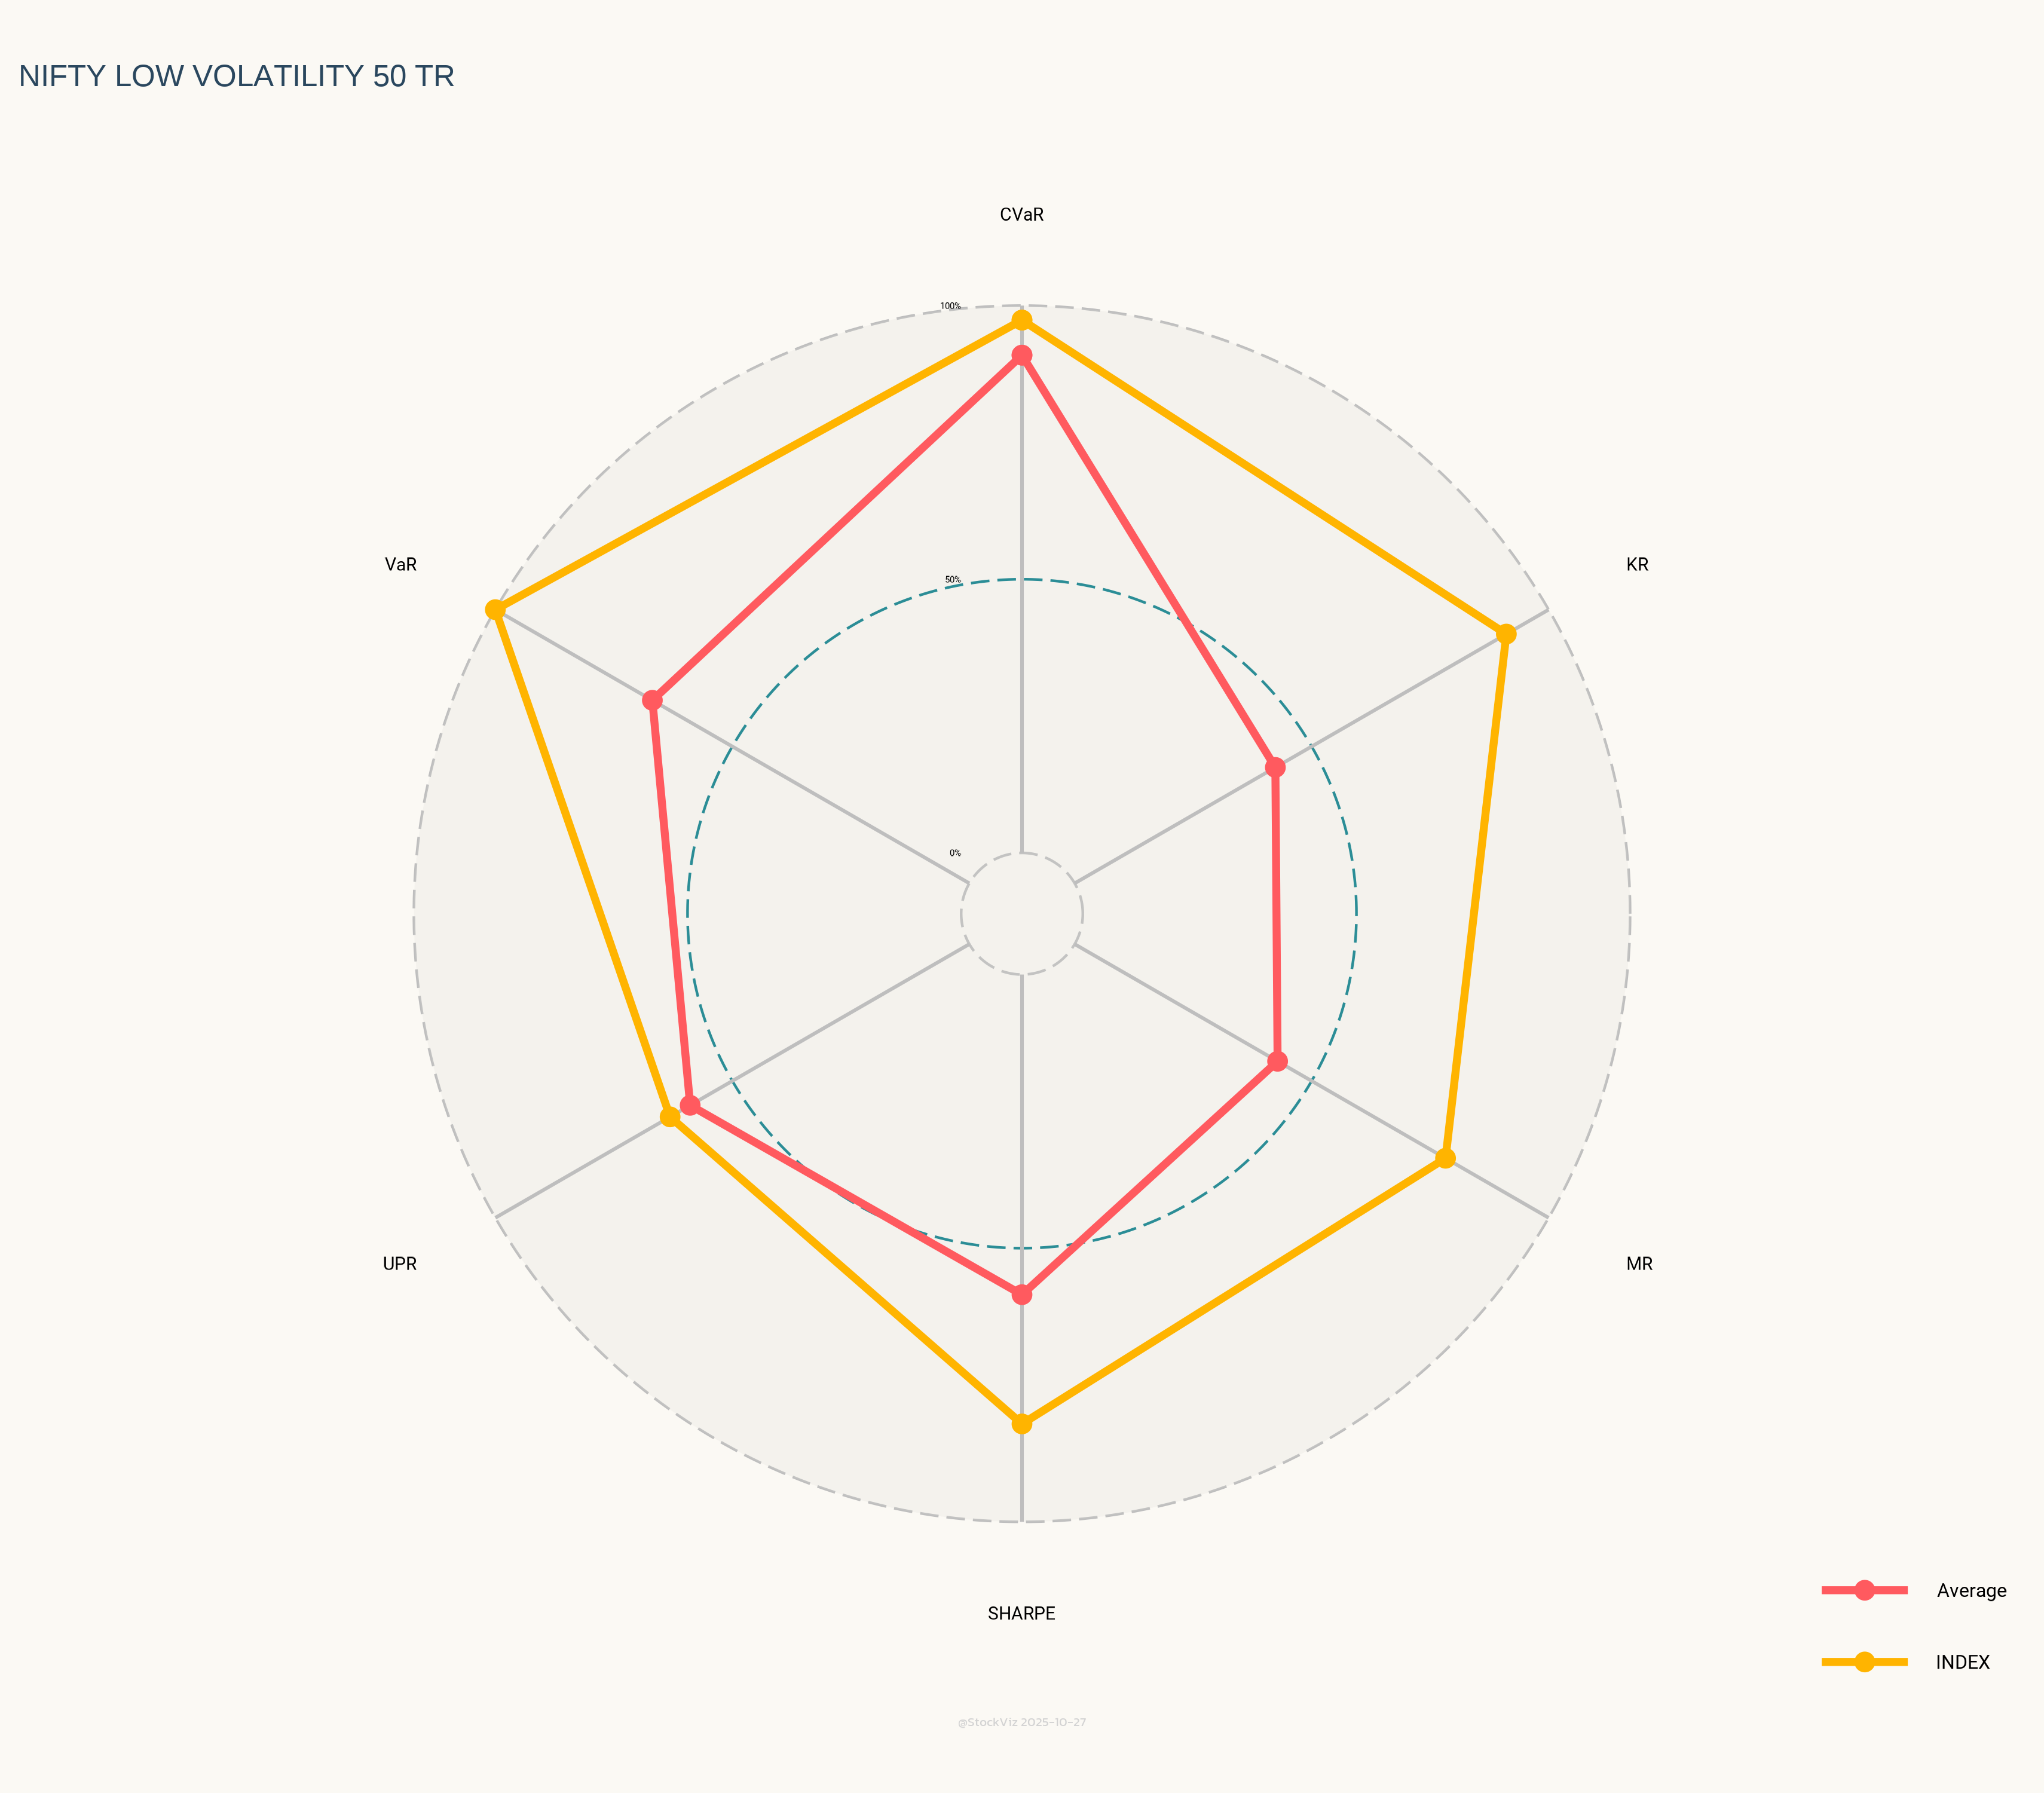 NIFTY LOW VOLATILITY 50 TR
CVaR
100%
VaR
KR
50%
0%
UPR
MR
SHARPE
Average
INDEX
@StockViz 2025-10-27